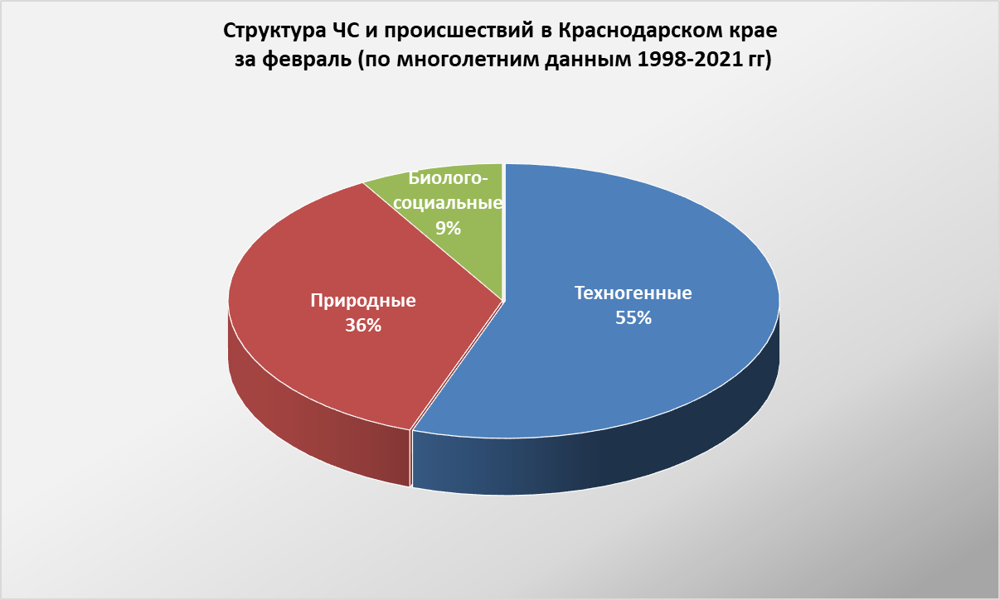 Структура ЧС и происшествий в Краснодарском крае
за февраль (по многолетним данным 1998-2021 гг)
Биолого-
социальные
9%
Техногенные
55%
Природные
36%